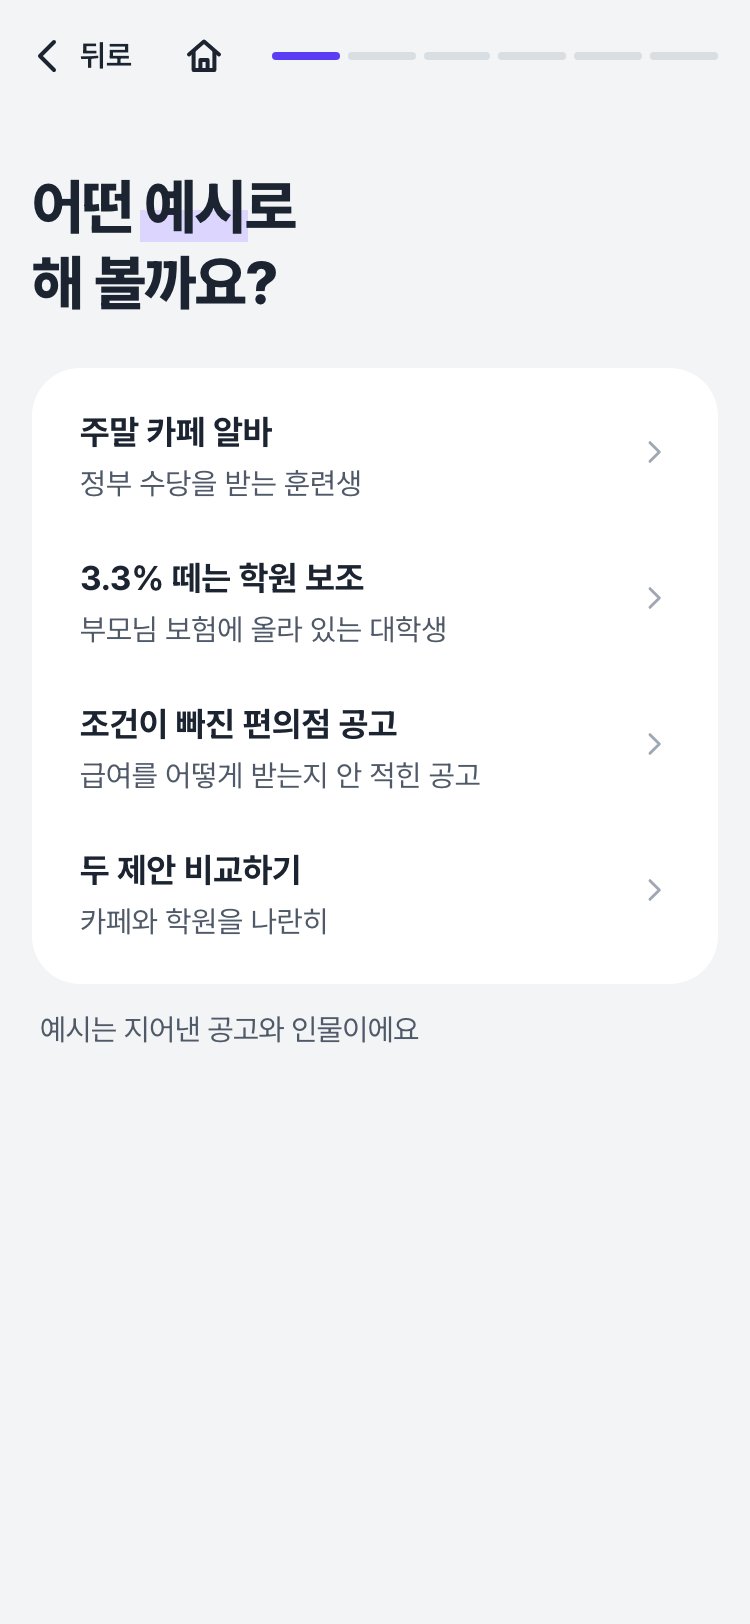 뒤로
어떤 예시로
해 볼까요?
주말 카페 알바
정부 수당을 받는 훈련생
3.3% 떼는 학원 보조
부모님 보험에 올라 있는 대학생
조건이 빠진 편의점 공고
급여를 어떻게 받는지 안 적힌 공고
두 제안 비교하기
카페와 학원을 나란히
예시는 지어낸 공고와 인물이에요